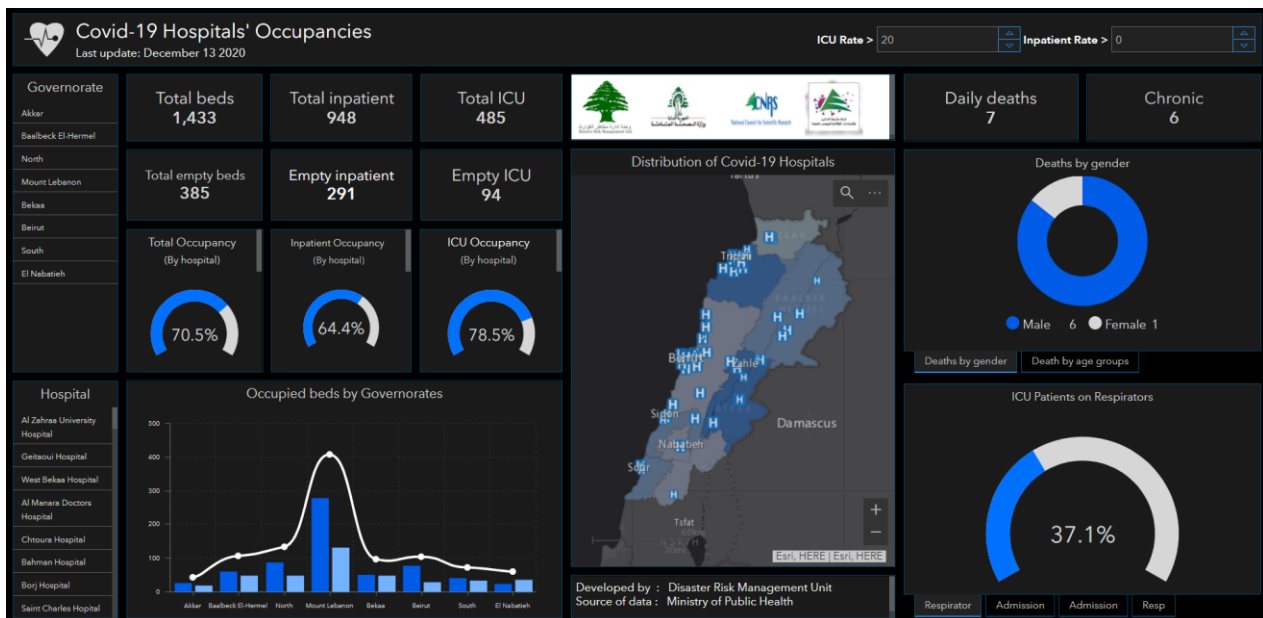 Covid-19 Hospitals' Occupancies
Last update: December 13 2020
ICU Rate > 20
Inpatient Rate > 0
Governorate
Akkar
Baalbeck El-Hermel
North
Mount Lebanon
Bekaa
Beirut
South
El Nabatieh
Total beds
1,433
Total inpatient
948
Total ICU
485
Total empty beds
385
Empty inpatient
291
Empty ICU
94
Total Occupancy
(By hospital)
70.5%
Inpatient Occupancy
(By hospital)
64.4%
ICU Occupancy
(By hospital)
78.5%
Hospital
Al Zahraa University
Hospital
Geitaoui Hospital
West Bekaa Hospital
Al Manara Doctors
Hospital
Chtoura Hospital
Bahman Hospital
Borj Hospital
Saint Charles Hopital
Occupied beds by Governorates
500
400
300
200
100
0
Akkar Baalbeck El-Hermel North Mount Lebanon Bekaa Beirut South El Nabatieh
CNRS
National Council for Scientific Research
Distribution of Covid-19 Hospitals
Tartus
H
Tripoli
BAALBEK
Beirut
Zahle
BEKAA
Sidon
Damascus
Nabatieh
Sour
Tsfat
60km
NORTH
30mi
+
−
Esri, HERE | Esri, HERE
Developed by : Disaster Risk Management Unit
Source of data : Ministry of Public Health
Daily deaths
7
Chronic
6
Deaths by gender
Male 6 Female 1
Deaths by gender Death by age groups
ICU Patients on Respirators
37.1%
Respirator Admission Admission Resp